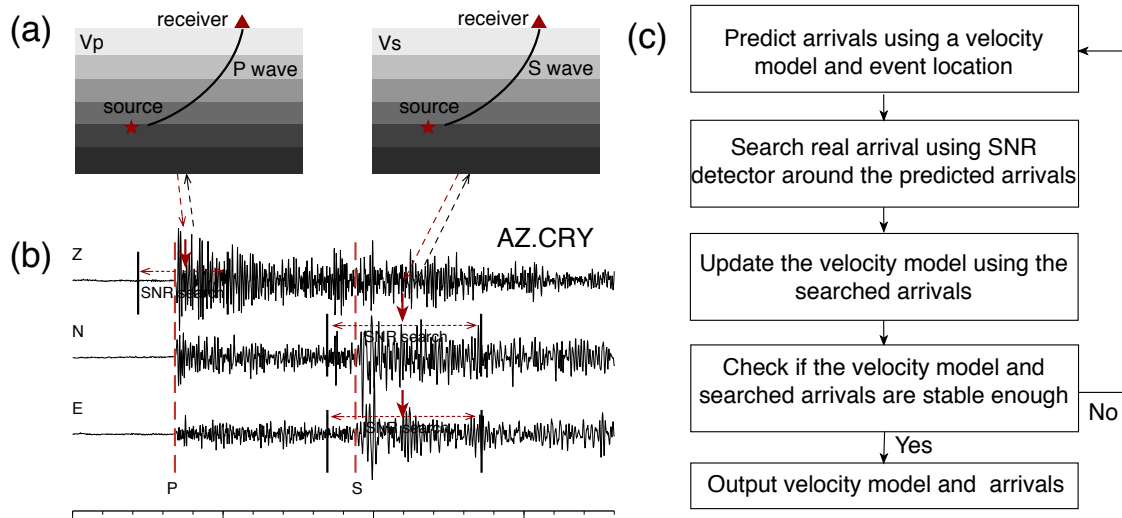 (a)
receiver
Vp
P wave
source
receiver
Vs
S wave
source
(b)
AZ.CRY
Z
SNR search
N
SNR search
E
SNR search
P
S
(c)
Predict arrivals using a velocity
model and event location
Search real arrival using SNR
detector around the predicted arrivals
Update the velocity model using the
searched arrivals
Check if the velocity model and
searched arrivals are stable enough
No
Yes
Output velocity model and arrivals